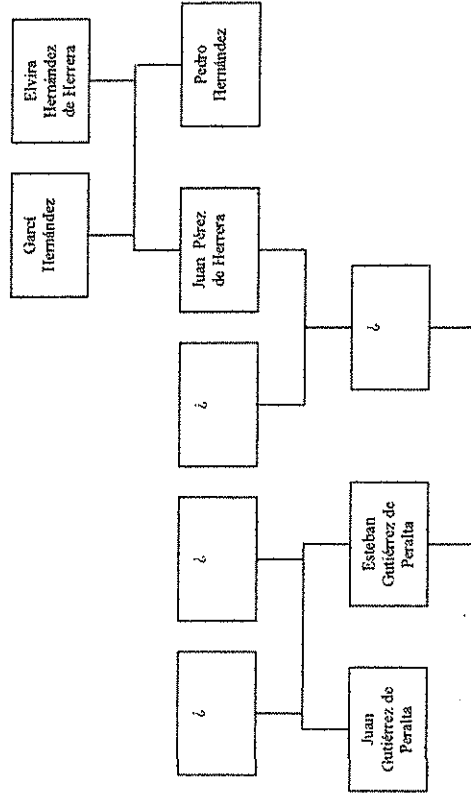 Garcí
Hernández
Elvira
Hernández
de Herrera
?
?
?
Juan Pérez
de Herrera
Pedro
Hernández
Juan
Gutiérrez de
Peralta
Esteban
Gutiérrez de
Peralta
?